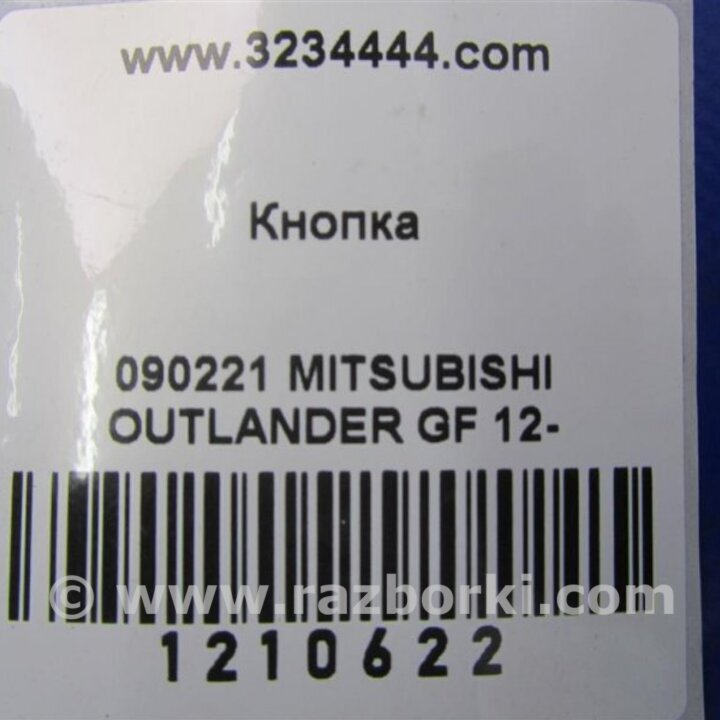 www.3234444.com
Кнопка
090221 MITSUBISHI
OUTLANDER GF 12-
© www.razborki.com
1210622